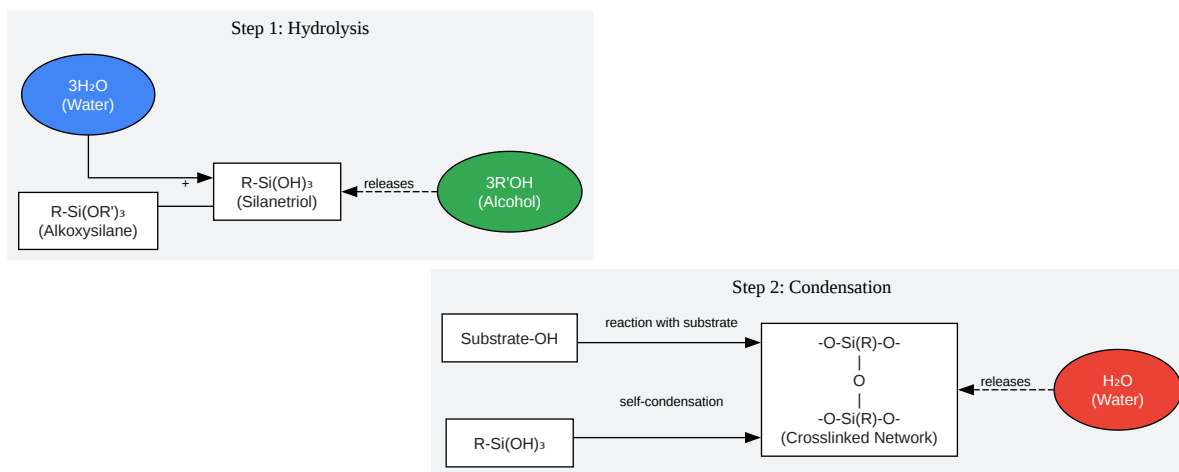 Step 1: Hydrolysis
3H₂O
(Water)
+
R-Si(OR')₃
(Alkoxysilane)
R-Si(OH)₃
(Silanetriol)
releases
3R'OH
(Alcohol)
Step 2: Condensation
Substrate-OH
reaction with substrate
R-Si(OH)₃
self-condensation
-O-Si(R)-O-
|
O
|
-O-Si(R)-O-
(Crosslinked Network)
releases
H₂O
(Water)